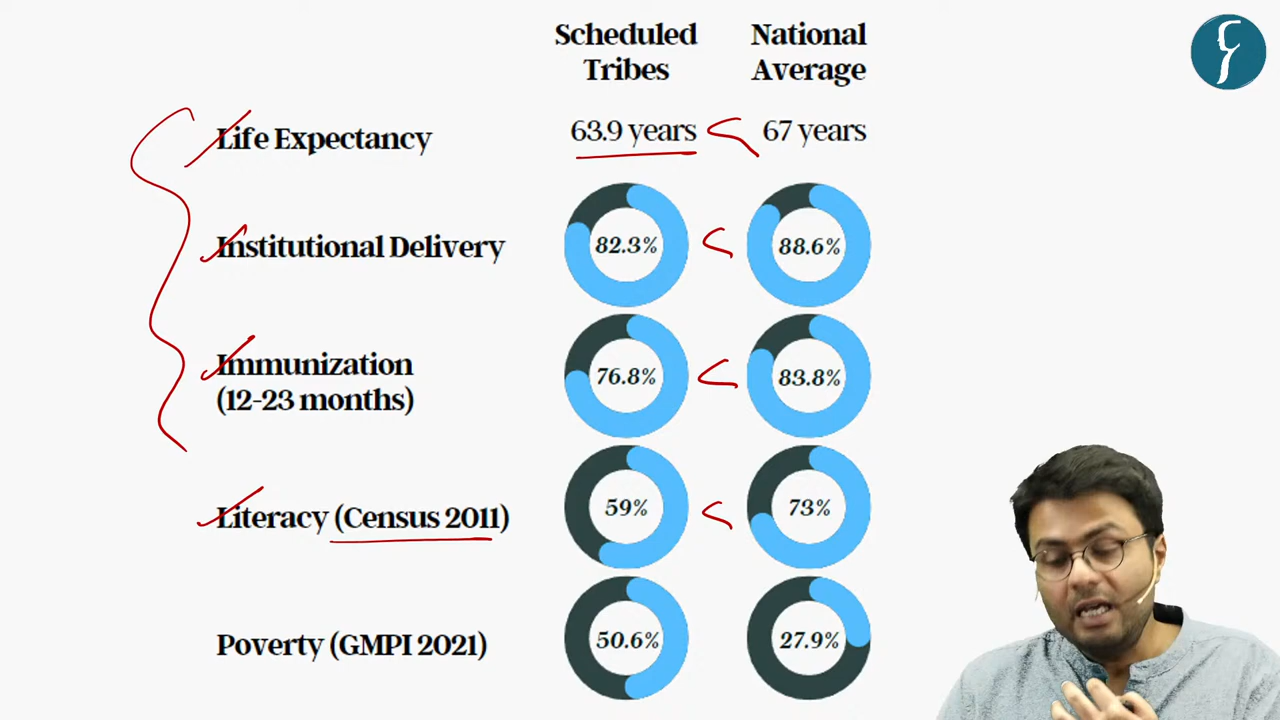 Scheduled
Tribes
National
Average
Life Expectancy
63.9 years
<
67 years
Institutional Delivery
82.3%
<
88.6%
Immunization
(12-23 months)
76.8%
<
83.8%
Literacy (Census 2011)
59%
<
73%
Poverty (GMPI 2021)
50.6%
27.9%